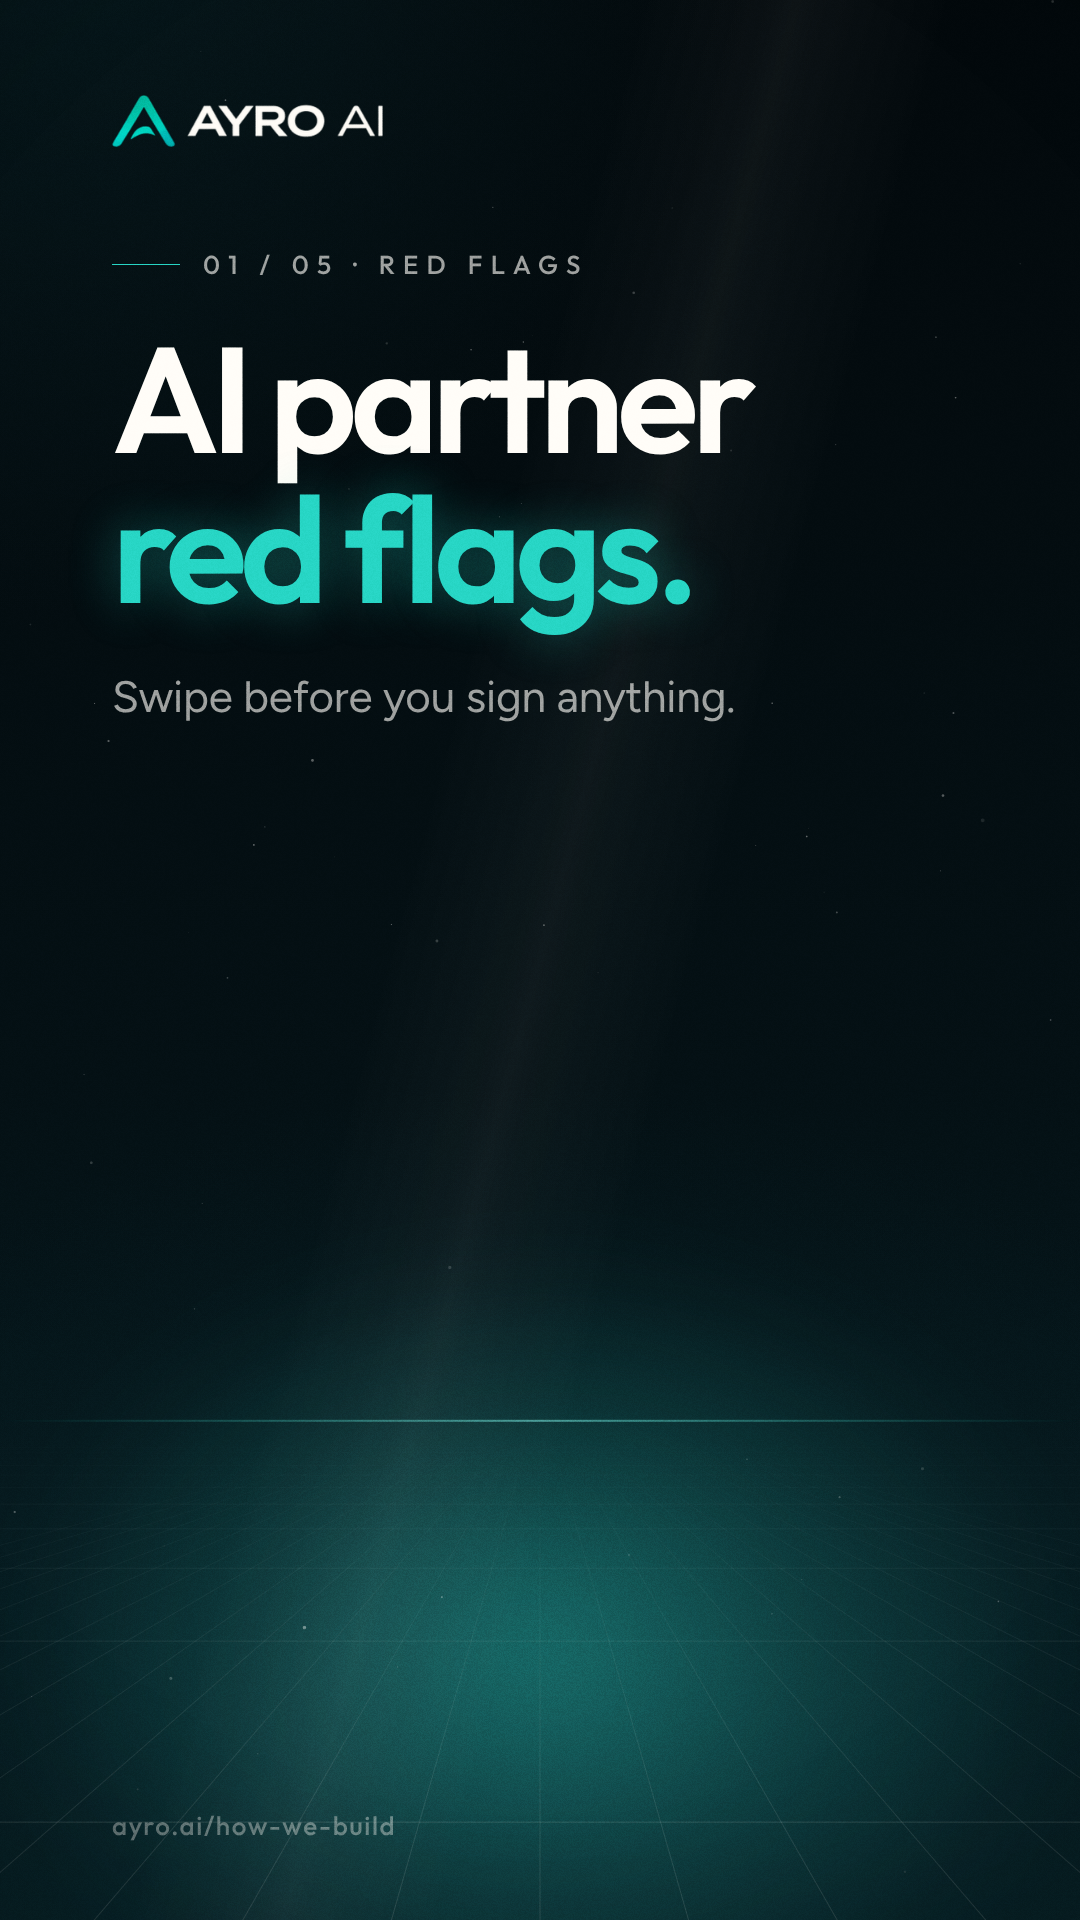 AYRO AI
01 / 05 · RED FLAGS
AI partner
red flags.
Swipe before you sign anything.
ayro.ai/how-we-build